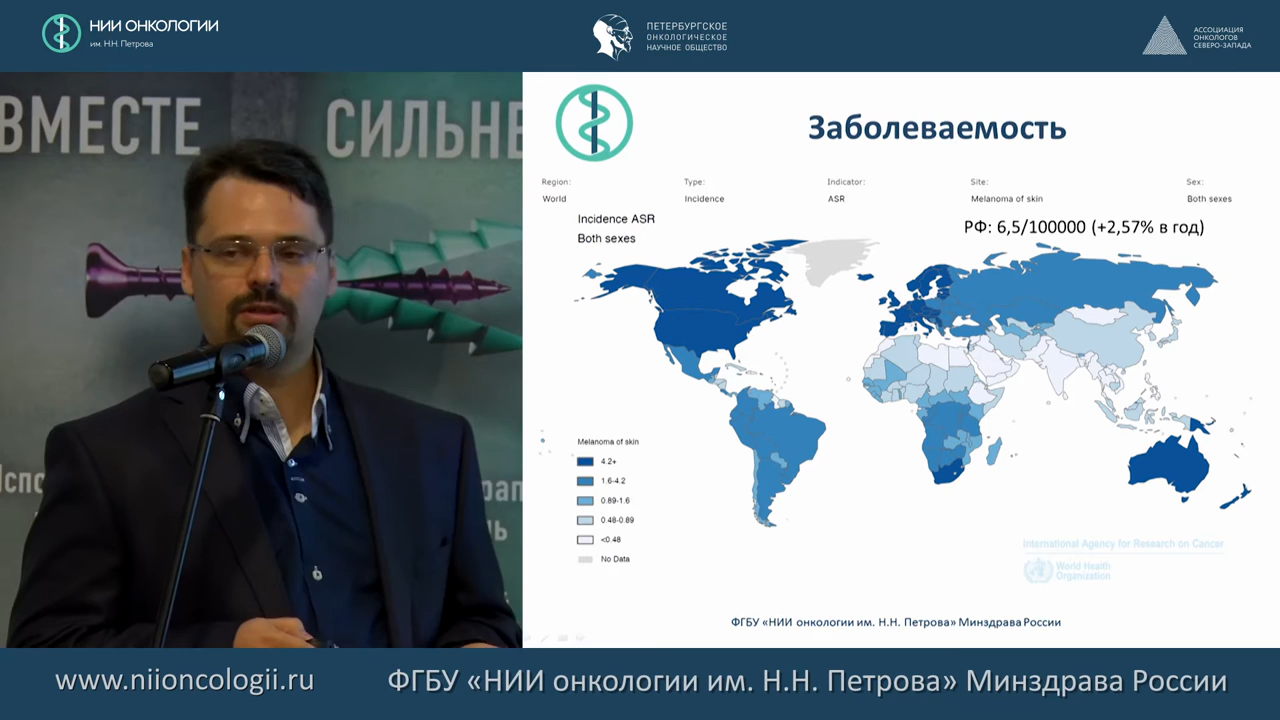 НИИ ОНКОЛОГИИ
им. Н.Н. Петрова
ПЕТЕРБУРГСКОЕ
ОНКОЛОГИЧЕСКОЕ
НАУЧНОЕ ОБЩЕСТВО
АССОЦИАЦИЯ
ОНКОЛОГОВ
СЕВЕРО-ЗАПАДА
ВМЕСТЕ
СИЛЬНЕ
Заболеваемость
Region: Type: Indicator: Site: Sex:
World Incidence ASR Melanoma of skin Both sexes
Incidence ASR
Both sexes
РФ: 6,5/100000 (+2,57% в год)
Melanoma of skin
4.2+
1.6-4.2
0.89-1.6
0.48-0.89
<0.48
No Data
International Agency for Research on Cancer
World Health
Organization
ФГБУ «НИИ онкологии им. Н.Н. Петрова» Минздрава России
www.niioncologii.ru
ФГБУ «НИИ онкологии им. Н.Н. Петрова» Минздрава России